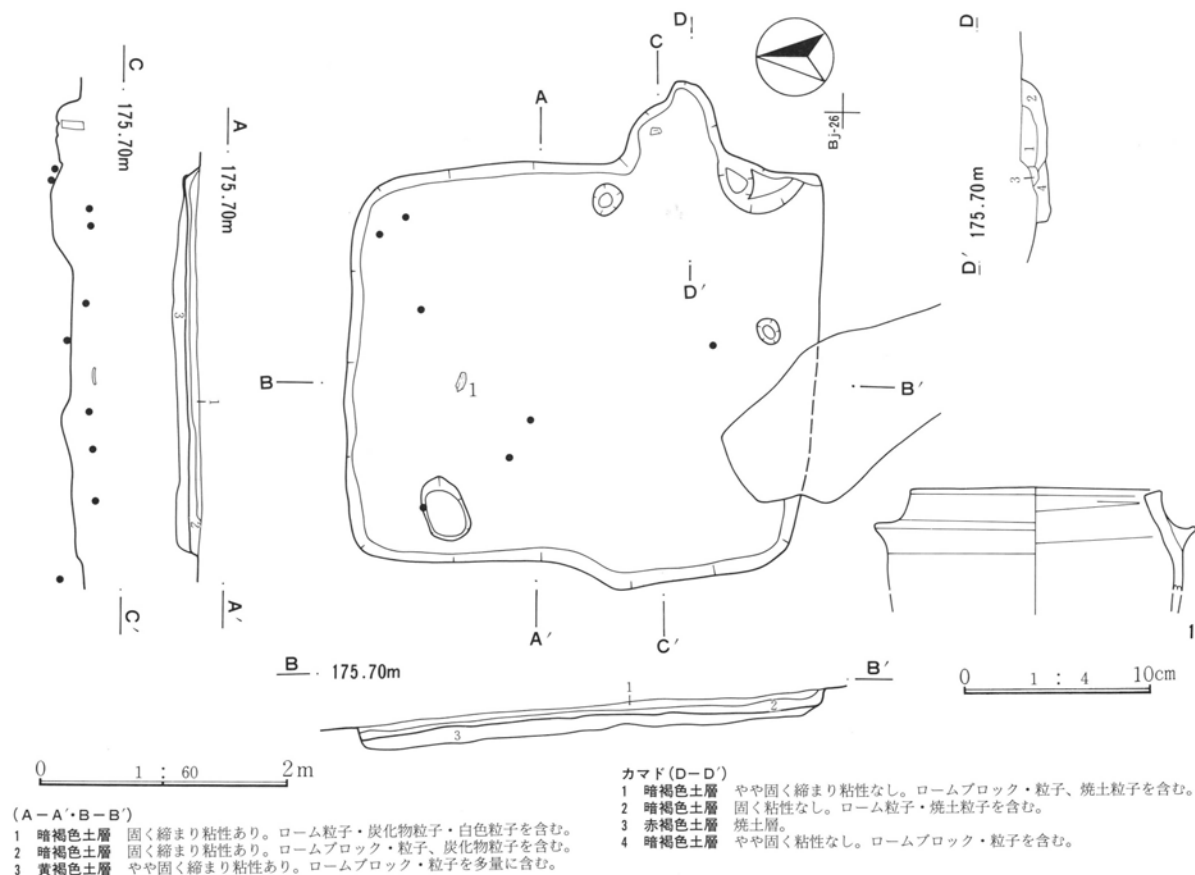 D
D
C
C
A
175.70m
A
175.70m
Bj-26
2
1
3
4
175.70m
D′
D′
3
1
2
B
1
B′
C′
A′
A′
C′
1
B
175.70m
B′
1
2
3
0 1 : 4 10cm
0 1 : 60 2m
(A－A′・B－B′)
1 暗褐色土層 固く締まり粘性あり。ローム粒子・炭化物粒子・白色粒子を含む。
2 暗褐色土層 固く締まり粘性あり。ロームブロック・粒子、炭化物粒子を含む。
3 黄褐色土層 やや固く締まり粘性あり。ロームブロック・粒子を多量に含む。
カマド(D－D′)
1 暗褐色土層 やや固く締まり粘性なし。ロームブロック・粒子、焼土粒子を含む。
2 暗褐色土層 固く粘性なし。ローム粒子・焼土粒子を含む。
3 赤褐色土層 焼土層。
4 暗褐色土層 やや固く粘性なし。ロームブロック・粒子を含む。